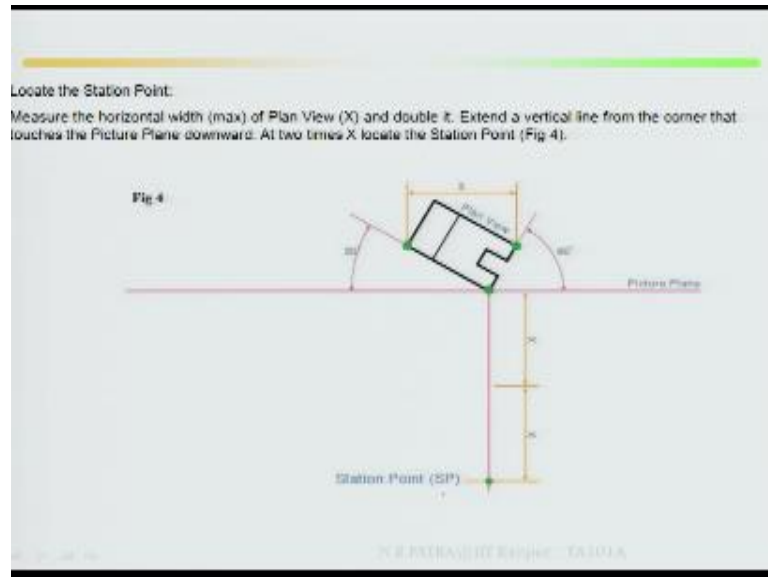 Locate the Station Point:
Measure the horizontal width (max) of Plan View (X) and double it. Extend a vertical line from the corner that
touches the Picture Plane downward. At two times X locate the Station Point (Fig 4).
Fig 4
X
Plan View
Picture Plane
X
X
Station Point (SP)